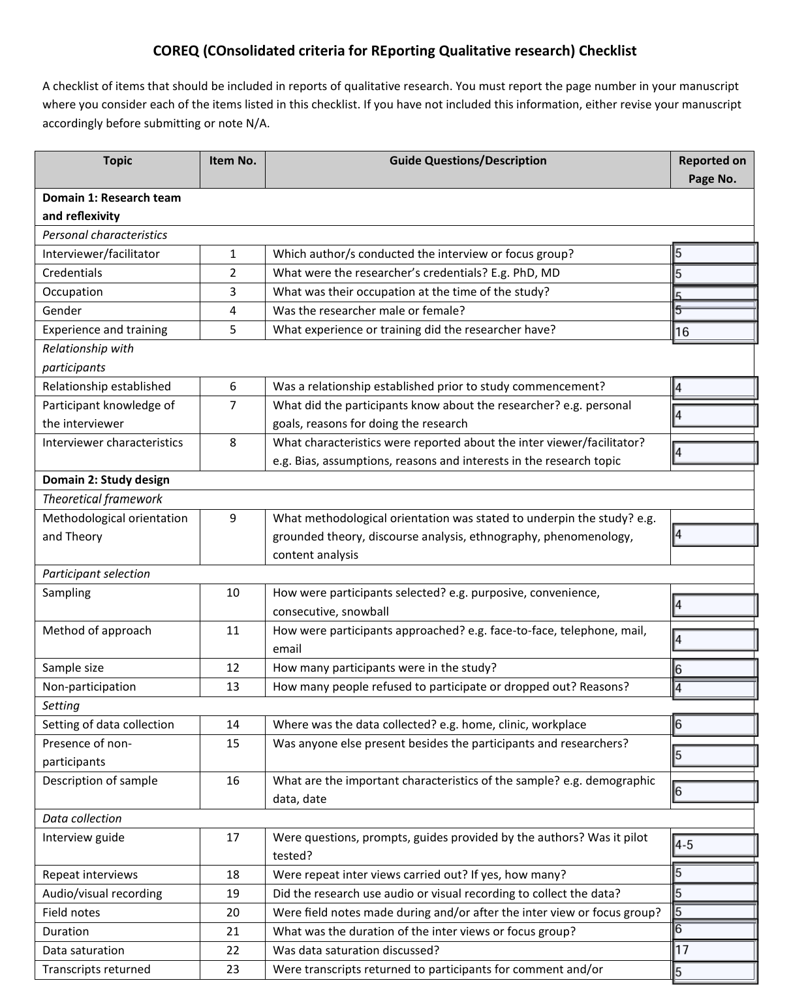 COREQ (COnsolidated criteria for REporting Qualitative research) Checklist
A checklist of items that should be included in reports of qualitative research. You must report the page number in your manuscript
where you consider each of the items listed in this checklist. If you have not included this information, either revise your manuscript
accordingly before submitting or note N/A.
Topic Item No. Guide Questions/Description Reported on
Page No.
Domain 1: Research team
and reflexivity
Personal characteristics
Interviewer/facilitator 1 Which author/s conducted the interview or focus group? 5
Credentials 2 What were the researcher’s credentials? E.g. PhD, MD 5
Occupation 3 What was their occupation at the time of the study? 5
Gender 4 Was the researcher male or female? 5
Experience and training 5 What experience or training did the researcher have? 16
Relationship with
participants
Relationship established 6 Was a relationship established prior to study commencement? 4
Participant knowledge of 7 What did the participants know about the researcher? e.g. personal 4
the interviewer goals, reasons for doing the research
Interviewer characteristics 8 What characteristics were reported about the inter viewer/facilitator? 4
e.g. Bias, assumptions, reasons and interests in the research topic
Domain 2: Study design
Theoretical framework
Methodological orientation 9 What methodological orientation was stated to underpin the study? e.g.
and Theory grounded theory, discourse analysis, ethnography, phenomenology, 4
content analysis
Participant selection
Sampling 10 How were participants selected? e.g. purposive, convenience, 4
consecutive, snowball
Method of approach 11 How were participants approached? e.g. face-to-face, telephone, mail, 4
email
Sample size 12 How many participants were in the study? 6
Non-participation 13 How many people refused to participate or dropped out? Reasons? 4
Setting
Setting of data collection 14 Where was the data collected? e.g. home, clinic, workplace 6
Presence of non- 15 Was anyone else present besides the participants and researchers? 5
participants
Description of sample 16 What are the important characteristics of the sample? e.g. demographic 6
data, date
Data collection
Interview guide 17 Were questions, prompts, guides provided by the authors? Was it pilot 4-5
tested?
Repeat interviews 18 Were repeat inter views carried out? If yes, how many? 5
Audio/visual recording 19 Did the research use audio or visual recording to collect the data? 5
Field notes 20 Were field notes made during and/or after the inter view or focus group? 5
Duration 21 What was the duration of the inter views or focus group? 6
Data saturation 22 Was data saturation discussed? 17
Transcripts returned 23 Were transcripts returned to participants for comment and/or 5